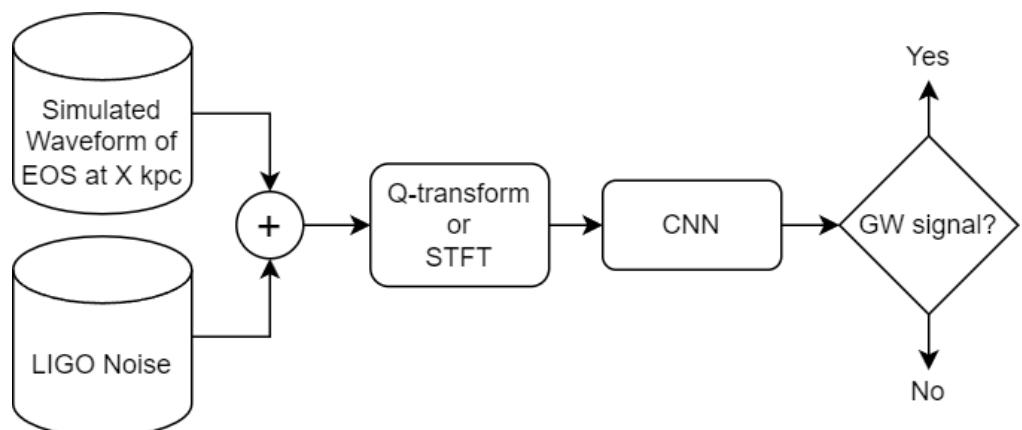 Simulated
Waveform of
EOS at X kpc
LIGO Noise
+
Q-transform
or
STFT
CNN
GW signal?
Yes
No